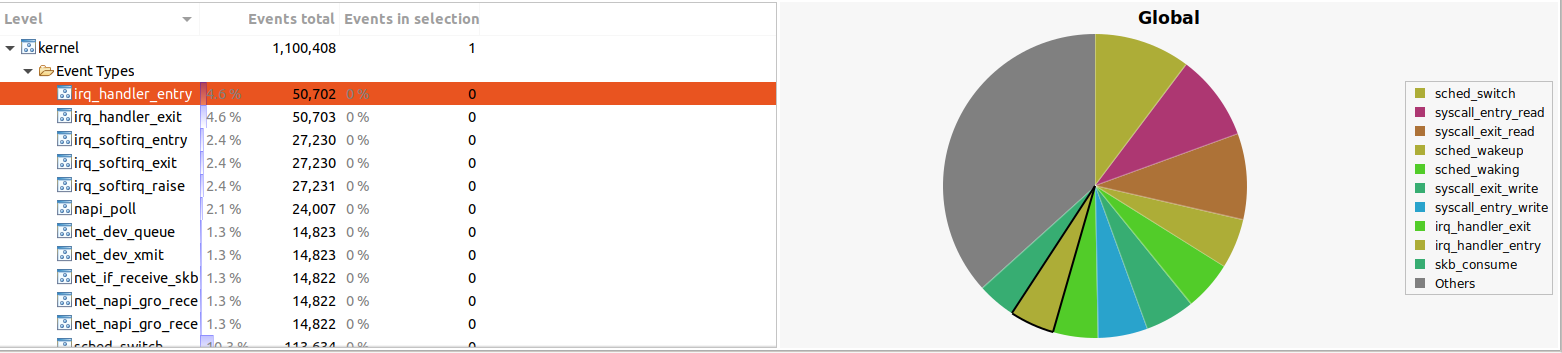 Level Events total Events in selection
kernel 1,100,408 1
Event Types
irq_handler_entry 4.6 % 50,702 0 % 0
irq_handler_exit 4.6 % 50,703 0 % 0
irq_softirq_entry 2.4 % 27,230 0 % 0
irq_softirq_exit 2.4 % 27,230 0 % 0
irq_softirq_raise 2.4 % 27,231 0 % 0
napi_poll 2.1 % 24,007 0 % 0
net_dev_queue 1.3 % 14,823 0 % 0
net_dev_xmit 1.3 % 14,823 0 % 0
net_if_receive_skb 1.3 % 14,822 0 % 0
net_napi_gro_rece 1.3 % 14,822 0 % 0
net_napi_gro_rece 1.3 % 14,822 0 % 0
sched_switch 10.3 % 113,634 0 % 0
Global
sched_switch
syscall_entry_read
syscall_exit_read
sched_wakeup
sched_waking
syscall_exit_write
syscall_entry_write
irq_handler_exit
irq_handler_entry
skb_consume
Others